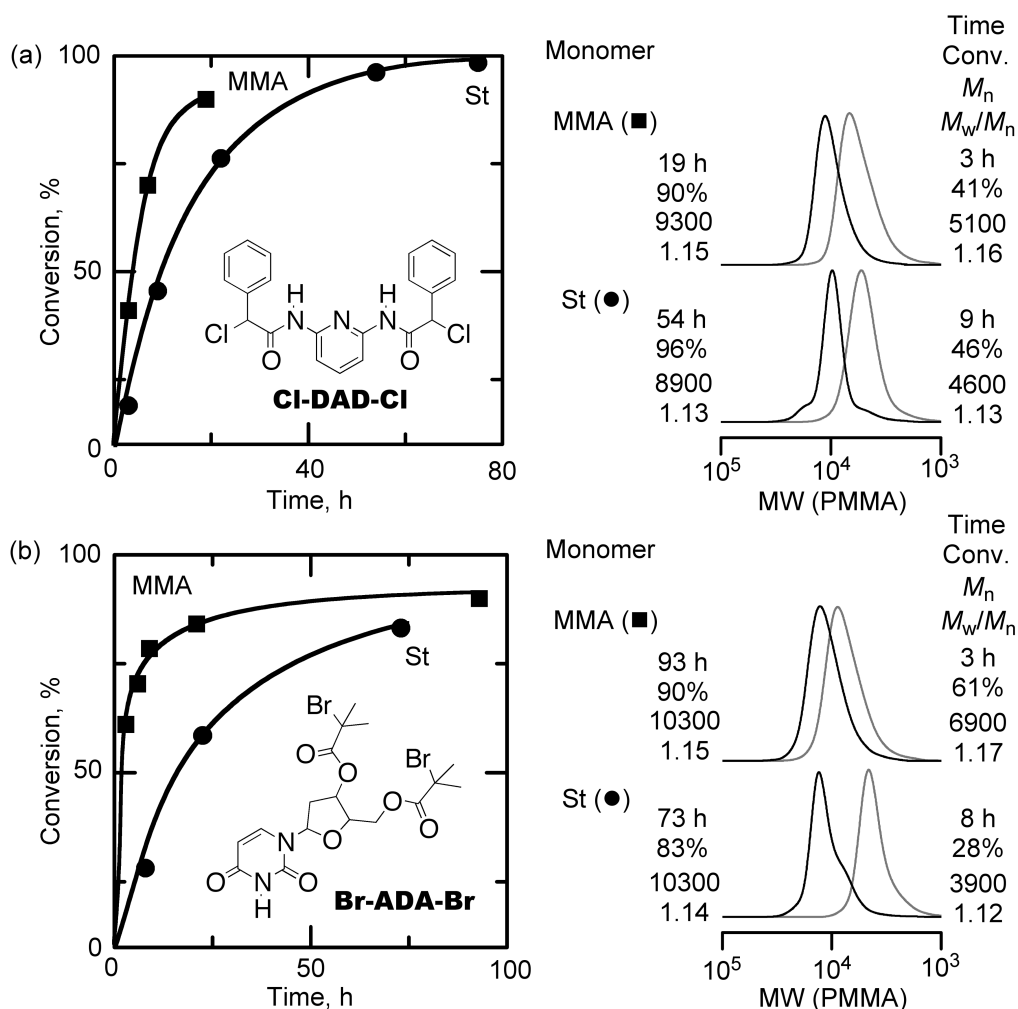 (a)
100
50
0
Conversion, %
MMA
St
Cl
O
H
N
N
H
N
O
Cl
Cl-DAD-Cl
0
40
80
Time, h
Monomer
Time
Conv.
Mn
Mw/Mn
MMA (■)
19 h
90%
9300
1.15
3 h
41%
5100
1.16
St (●)
54 h
96%
8900
1.13
9 h
46%
4600
1.13
10⁵
10⁴
10³
MW (PMMA)
(b)
100
50
0
Conversion, %
MMA
St
Br
O
O
Br
O
O
O
N
O
N
O
H
Br-ADA-Br
0
50
100
Time, h
Monomer
Time
Conv.
Mn
Mw/Mn
MMA (■)
93 h
90%
10300
1.15
3 h
61%
6900
1.17
St (●)
73 h
83%
10300
1.14
8 h
28%
3900
1.12
10⁵
10⁴
10³
MW (PMMA)